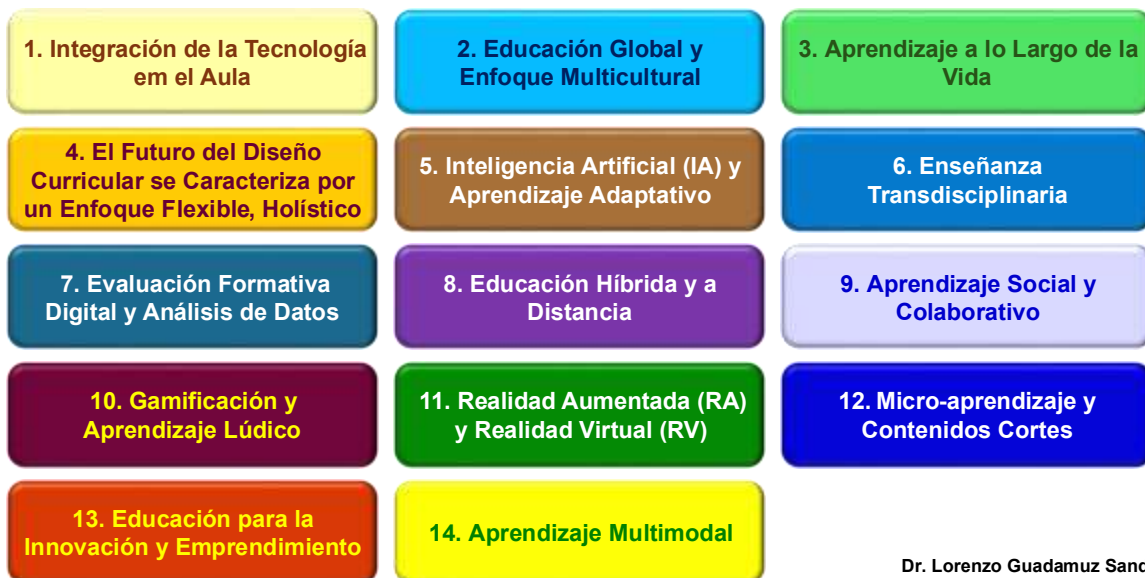 1. Integración de la Tecnología
em el Aula
2. Educación Global y
Enfoque Multicultural
3. Aprendizaje a lo Largo de la
Vida
4. El Futuro del Diseño
Curricular se Caracteriza por
un Enfoque Flexible, Holístico
5. Inteligencia Artificial (IA) y
Aprendizaje Adaptativo
6. Enseñanza
Transdisciplinaria
7. Evaluación Formativa
Digital y Análisis de Datos
8. Educación Híbrida y a
Distancia
9. Aprendizaje Social y
Colaborativo
10. Gamificación y
Aprendizaje Lúdico
11. Realidad Aumentada (RA)
y Realidad Virtual (RV)
12. Micro-aprendizaje y
Contenidos Cortes
13. Educación para la
Innovación y Emprendimiento
14. Aprendizaje Multimodal
Dr. Lorenzo Guadamuz